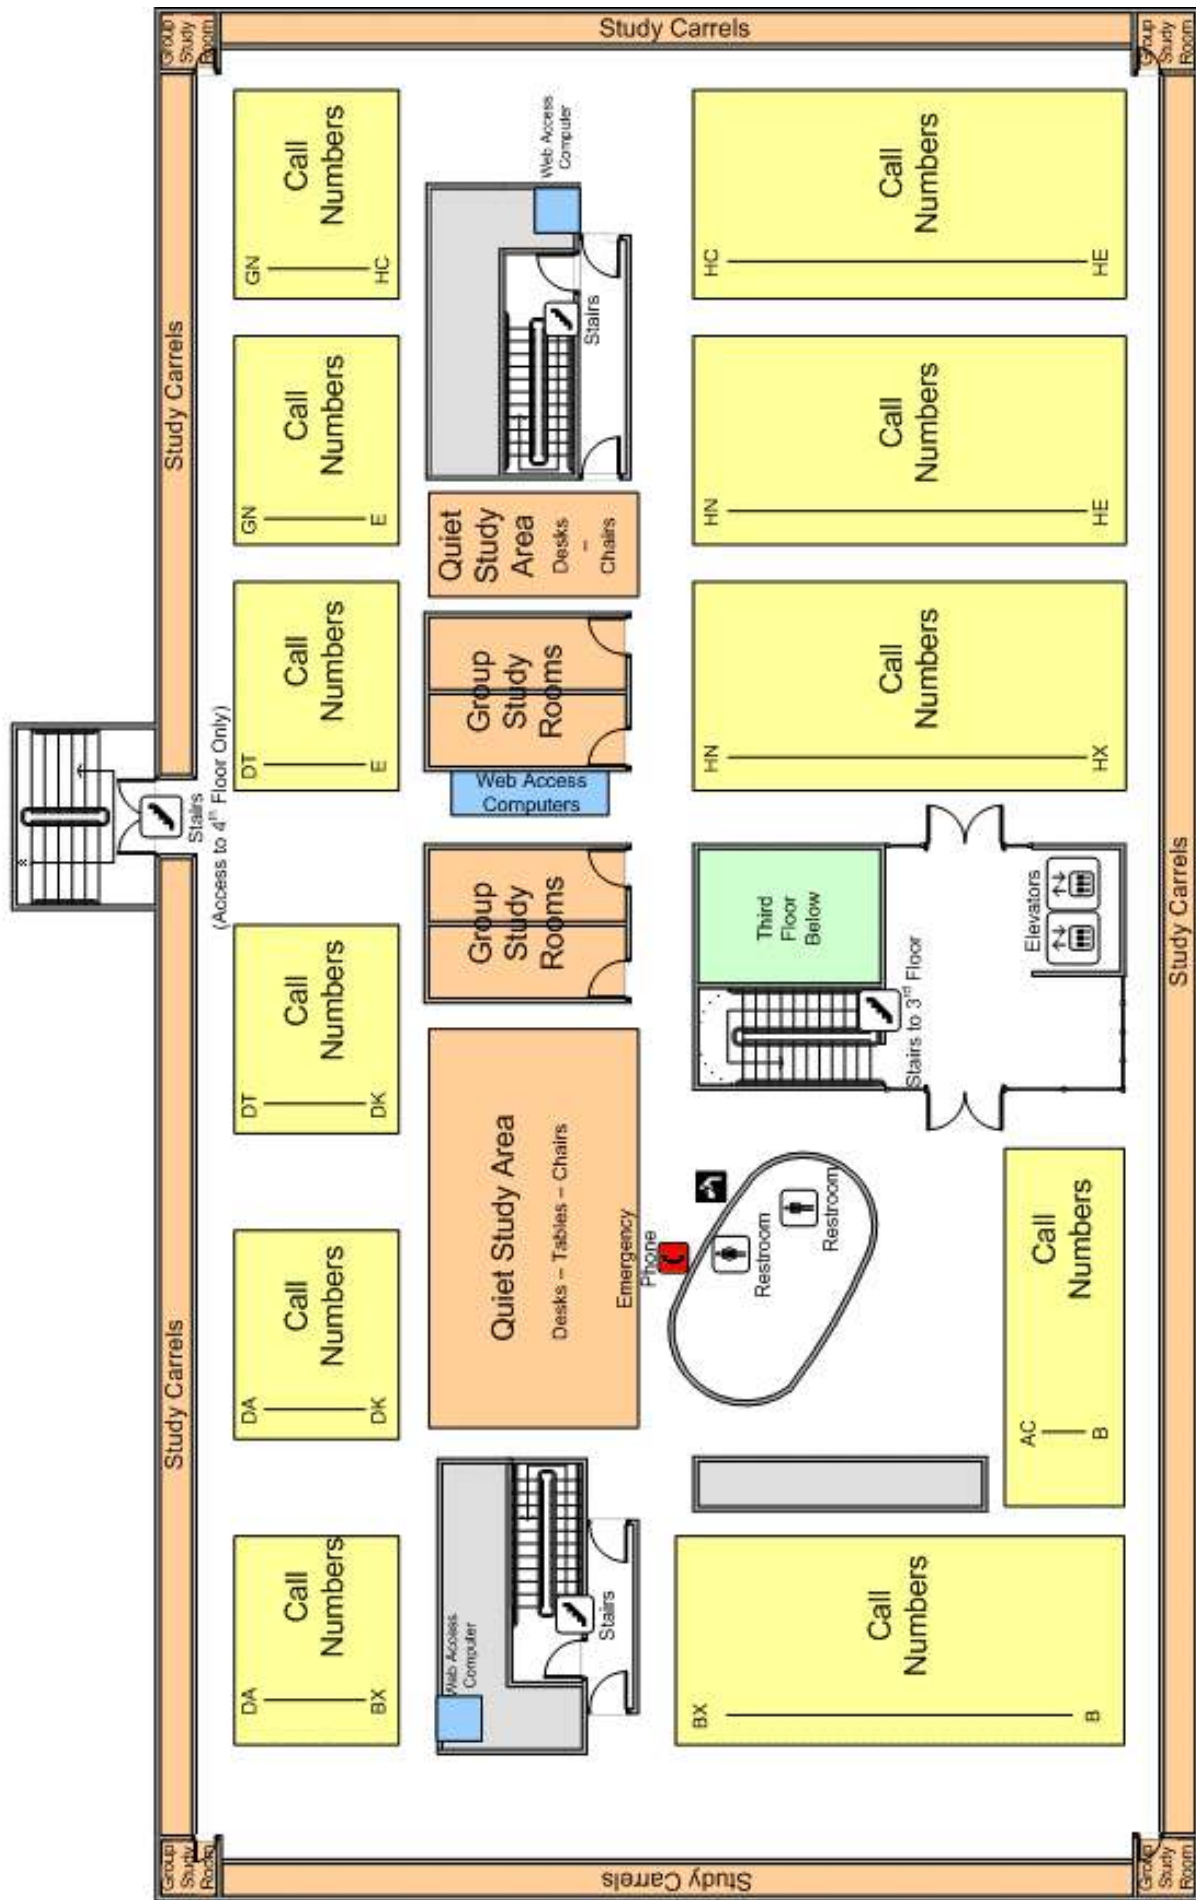 Group
Study
Room
Study Carrels
Study Carrels
Group
Study
Room
Stairs
(Access to 4th Floor Only)
DA
Call
Numbers
BX
DA
Call
Numbers
DK
DT
Call
Numbers
DK
DT
Call
Numbers
E
GN
Call
Numbers
E
GN
Call
Numbers
HC
Study Carrels
Web Access
Computer
Stairs
Quiet Study Area
Desks – Tables – Chairs
Group
Study
Rooms
Web Access
Computers
Group
Study
Rooms
Quiet
Study
Area
Desks
–
Chairs
Stairs
Web Access
Computer
Study Carrels
BX
Call
Numbers
B
Emergency
Phone
Restroom
Restroom
AC
Call
Numbers
B
Third
Floor
Below
Stairs to 3rd Floor
Elevators
HN
Call
Numbers
HX
HN
Call
Numbers
HE
HC
Call
Numbers
HE
Group
Study
Room
Study Carrels
Group
Study
Room